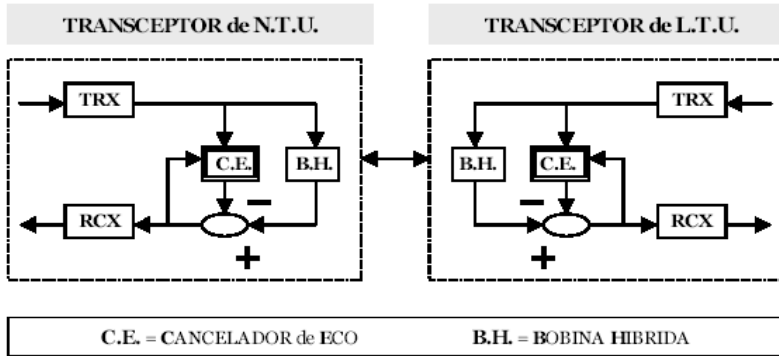 TRANSCEPTOR de N.T.U.
TRANSCEPTOR de L.T.U.
TRX
TRX
C.E.
B.H.
B.H.
C.E.
−
−
RCX
RCX
+
+
C.E. = CANCELADOR de ECO
B.H. = BOBINA HIBRIDA